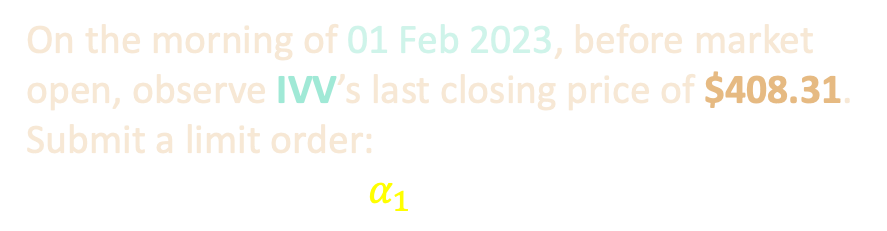 On the morning of 01 Feb 2023, before market
open, observe IVV’s last closing price of $408.31.
Submit a limit order:
α₁